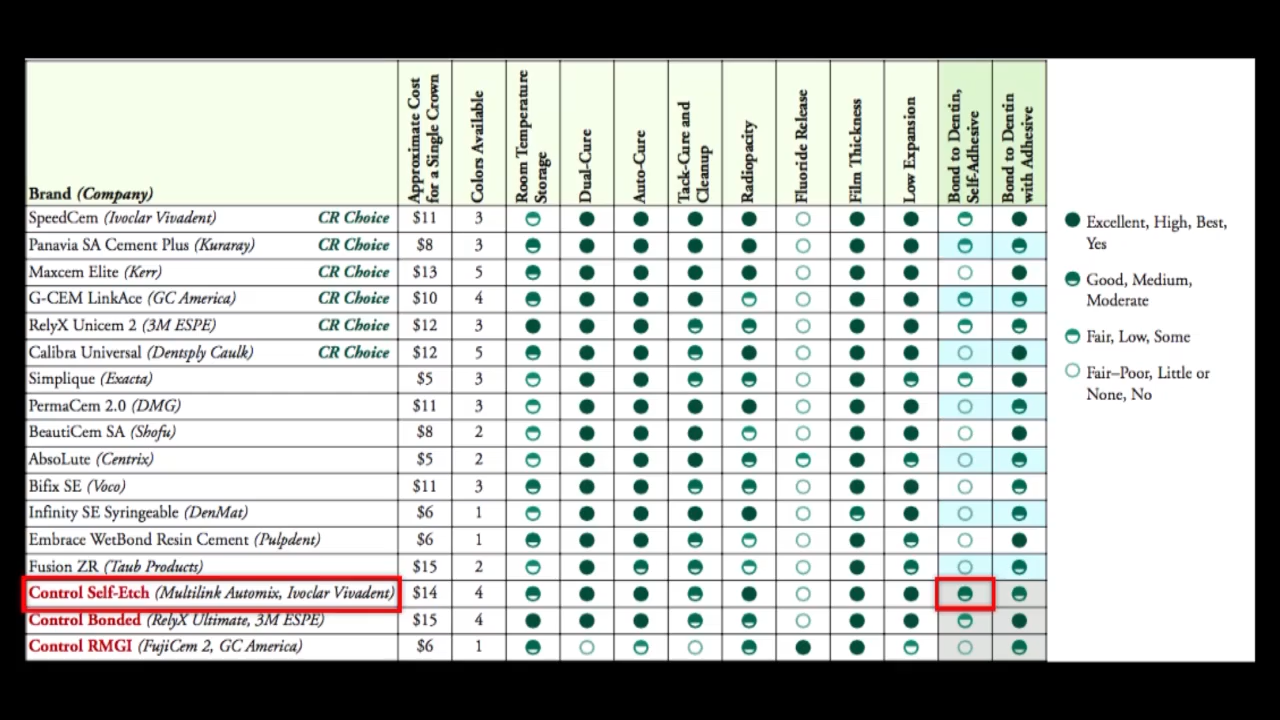 Brand (Company)
Approximate Cost for a Single Crown
Colors Available
Room Temperature Storage
Dual-Cure
Auto-Cure
Tack-Cure and Cleanup
Radiopacity
Fluoride Release
Film Thickness
Low Expansion
Bond to Dentin, Self-Adhesive
Bond to Dentin with Adhesive
SpeedCem (Ivoclar Vivadent) CR Choice $11 3
Panavia SA Cement Plus (Kuraray) CR Choice $8 3
Maxcem Elite (Kerr) CR Choice $13 5
G-CEM LinkAce (GC America) CR Choice $10 4
RelyX Unicem 2 (3M ESPE) CR Choice $12 3
Calibra Universal (Dentsply Caulk) CR Choice $12 5
Simplique (Exacta) $5 3
PermaCem 2.0 (DMG) $11 3
BeautiCem SA (Shofu) $8 2
AbsoLute (Centrix) $5 2
Bifix SE (Voco) $11 3
Infinity SE Syringeable (DenMat) $6 1
Embrace WetBond Resin Cement (Pulpdent) $6 1
Fusion ZR (Taub Products) $15 2
Control Self-Etch (Multilink Automix, Ivoclar Vivadent) $14 4
Control Bonded (RelyX Ultimate, 3M ESPE) $15 4
Control RMGI (FujiCem 2, GC America) $6 1
Excellent, High, Best,
Yes
Good, Medium,
Moderate
Fair, Low, Some
Fair–Poor, Little or
None, No